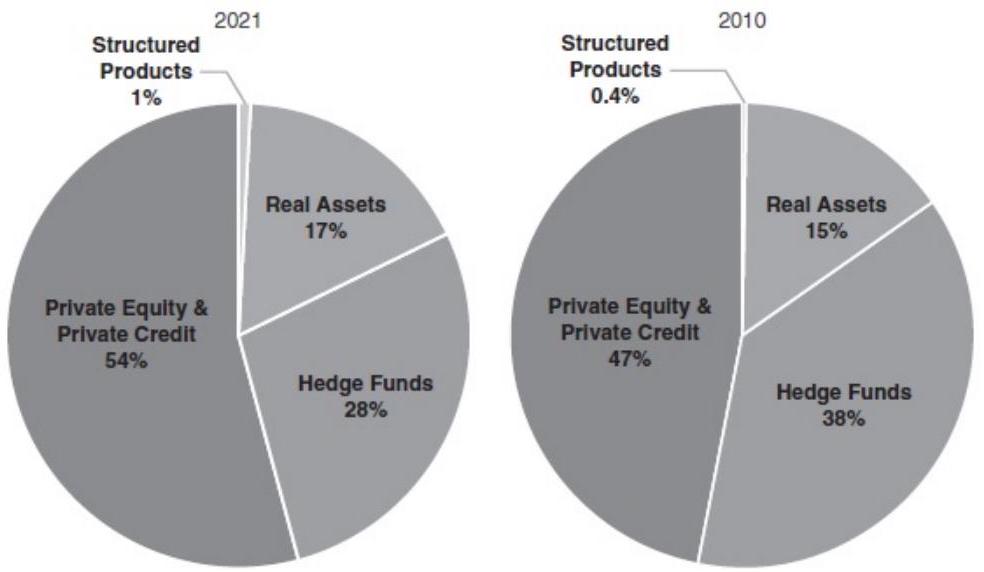 2021
Structured
Products
1%
Real Assets
17%
Private Equity &
Private Credit
54%
Hedge Funds
28%
2010
Structured
Products
0.4%
Real Assets
15%
Private Equity &
Private Credit
47%
Hedge Funds
38%